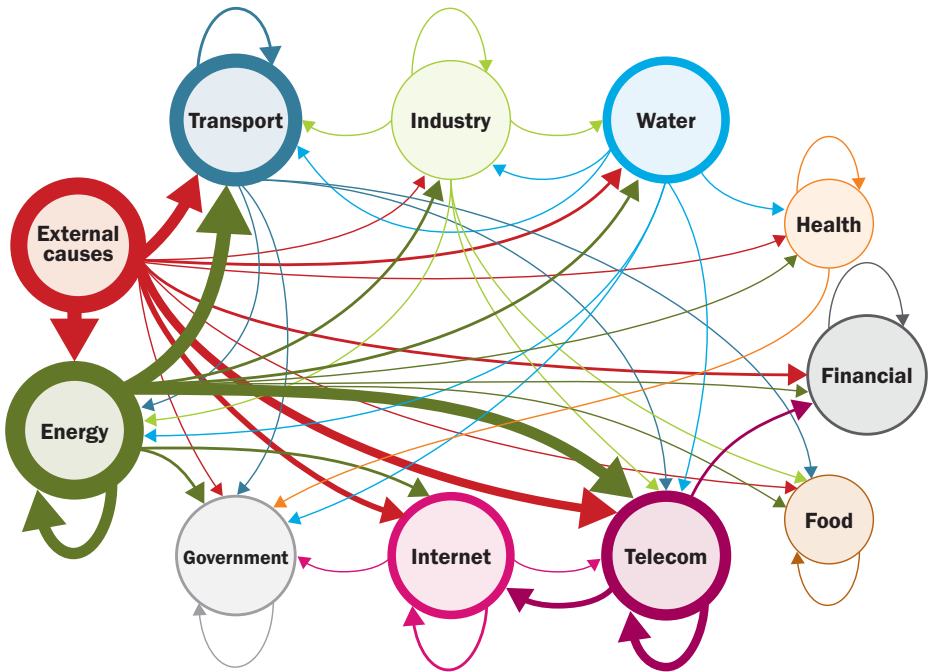 Transport
Industry
Water
External
causes
Health
Financial
Energy
Food
Government
Internet
Telecom